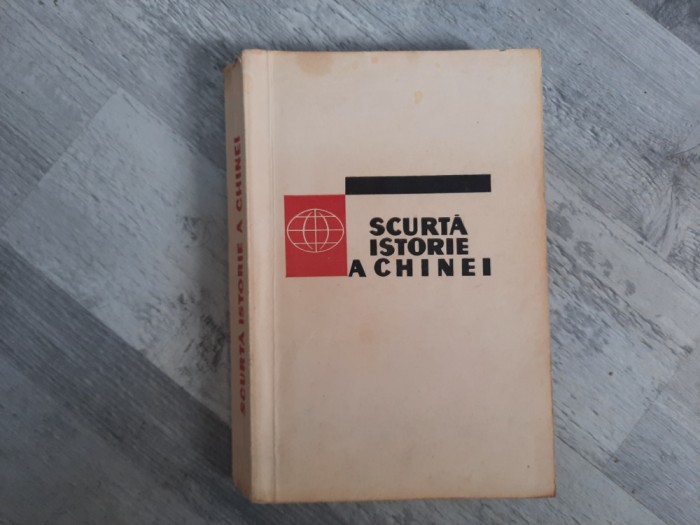 SCURTĂ
ISTORIE
A CHINEI
SCURTĂ ISTORIE A CHINEI